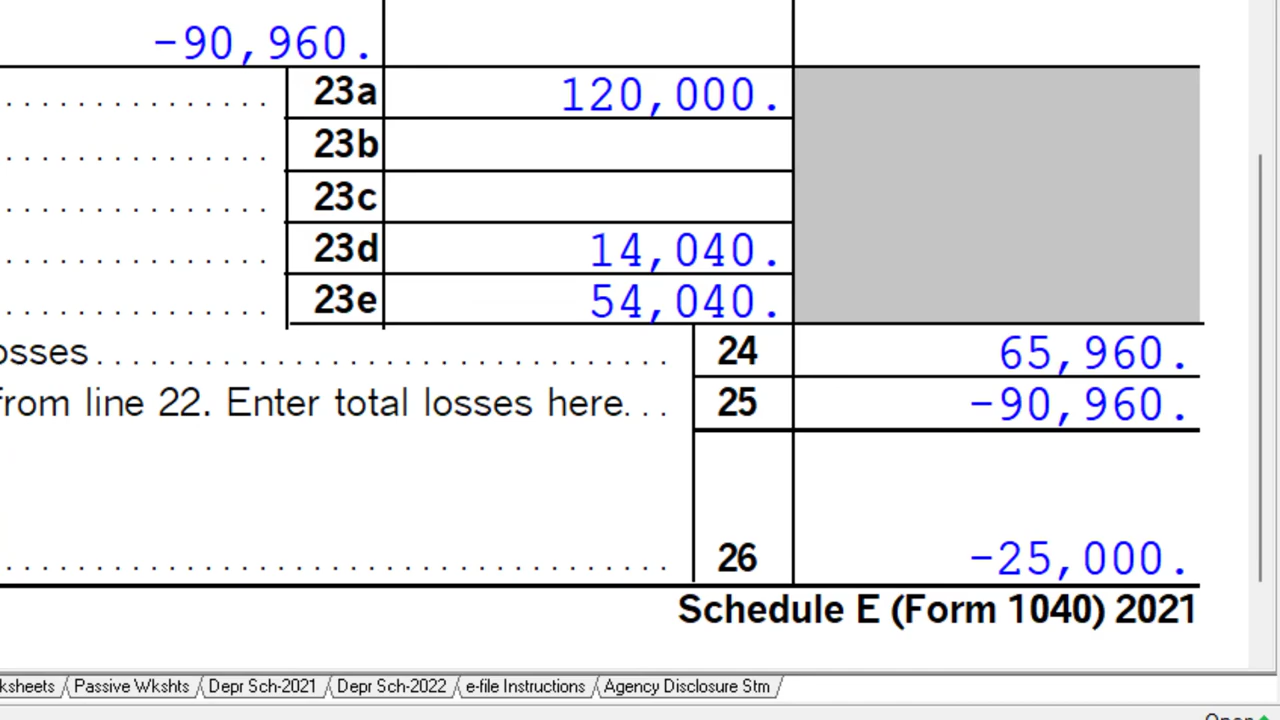 -90,960.
23a 120,000.
23b
23c
23d 14,040.
23e 54,040.
24 65,960.
from line 22. Enter total losses here... 25 -90,960.
26 -25,000.
Schedule E (Form 1040) 2021
Passive Wkshts Depr Sch-2021 Depr Sch-2022 e-file Instructions Agency Disclosure Stm